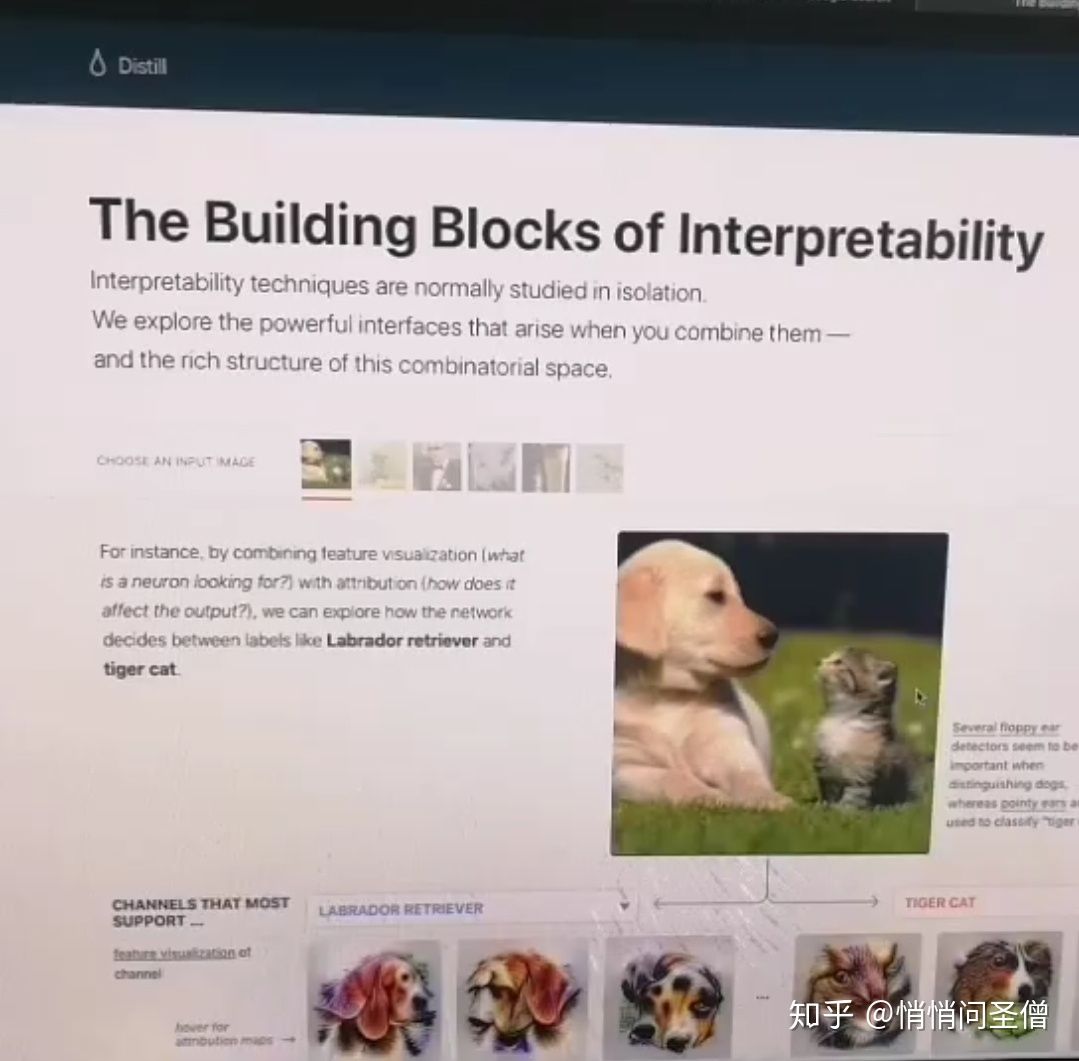 Distill
The Building Blocks of Interpretability
Interpretability techniques are normally studied in isolation.
We explore the powerful interfaces that arise when you combine them —
and the rich structure of this combinatorial space.
CHOOSE AN INPUT IMAGE
For instance, by combining feature visualization (what
is a neuron looking for?) with attribution (how does it
affect the output?), we can explore how the network
decides between labels like Labrador retriever and
tiger cat.
Several floppy ear
detectors seem to be
important when
distinguishing dogs,
whereas pointy ears
used to classify "tiger
CHANNELS THAT MOST
SUPPORT ...
LABRADOR RETRIEVER
TIGER CAT
feature visualization of
channel
hover for
attribution maps →
...
知乎 @悄悄问圣僧